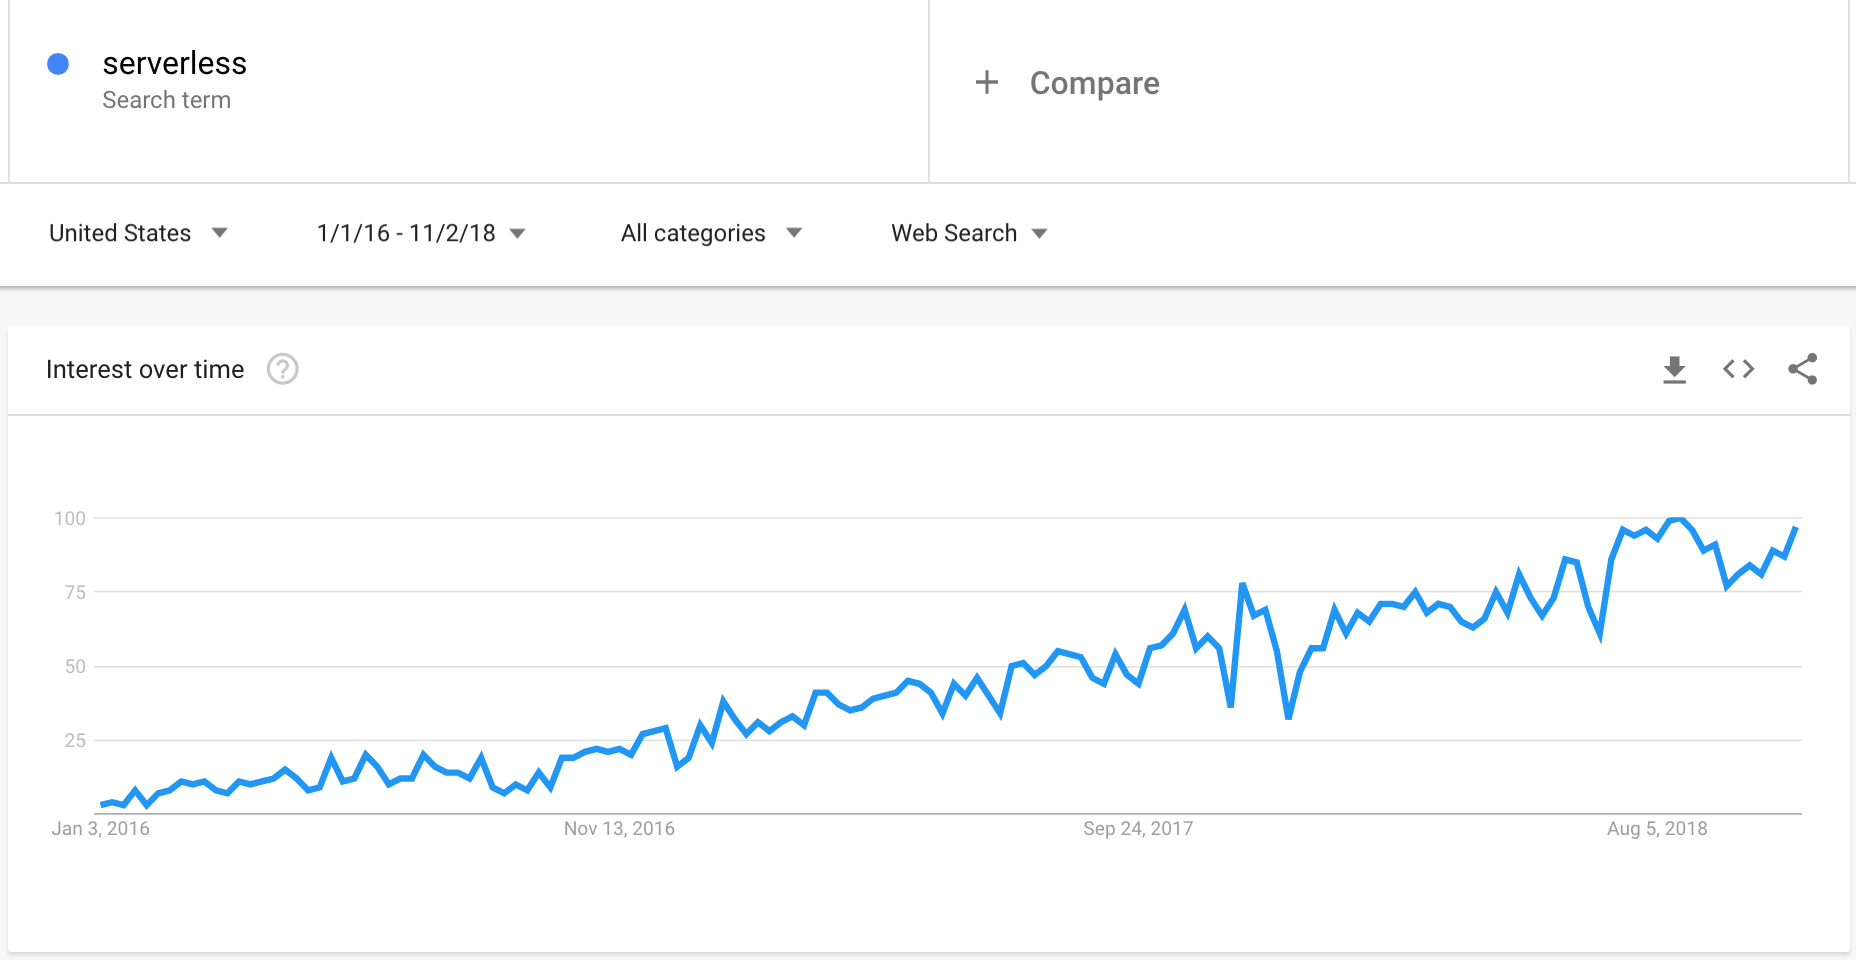 serverless
Search term
+ Compare
United States
1/1/16 - 11/2/18
All categories
Web Search
Interest over time ?
100
75
50
25
Jan 3, 2016
Nov 13, 2016
Sep 24, 2017
Aug 5, 2018